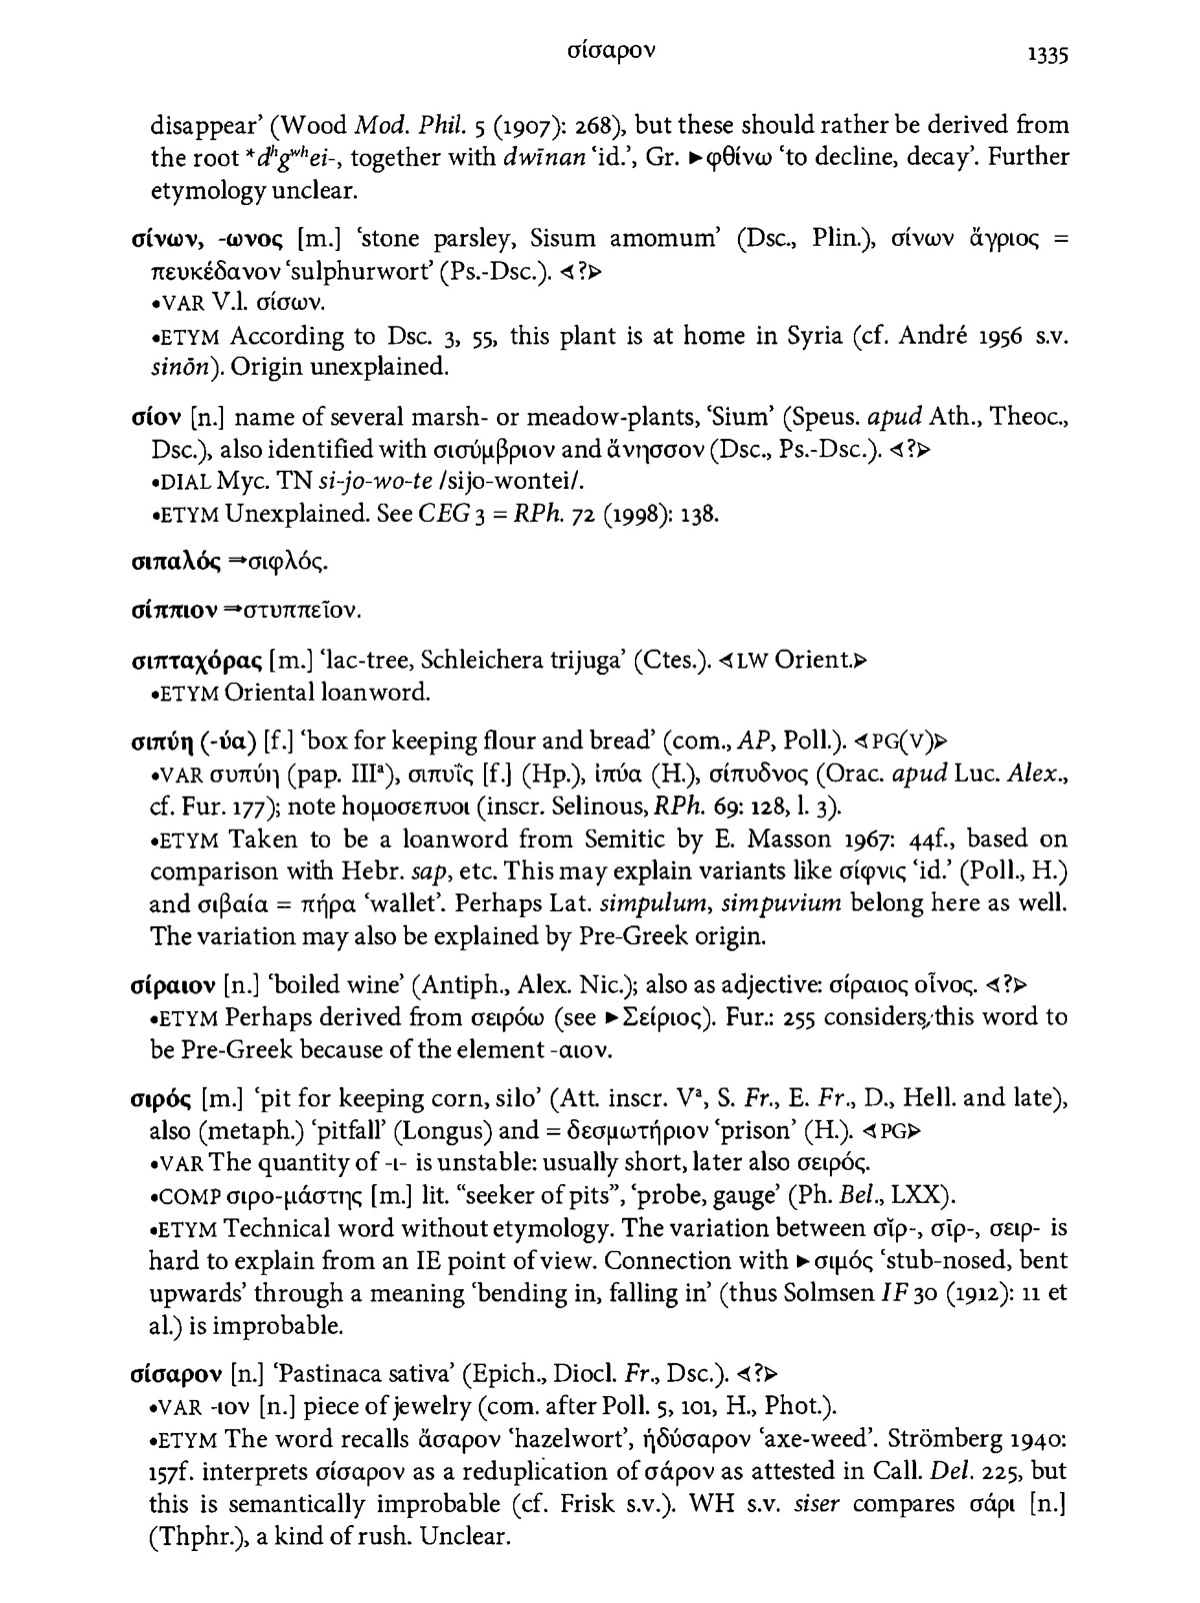 σίσαρον 1335
disappear’ (Wood Mod. Phil. 5 (1907): 268), but these should rather be derived from
the root *dʰgʷʰei-, together with dwīnan ‘id.’, Gr. ►φθίνω ‘to decline, decay’. Further
etymology unclear.
σίνων, -ωνος [m.] ‘stone parsley, Sisum amomum’ (Dsc., Plin.), σίνων ἄγριος =
πευκέδανον ‘sulphurwort’ (Ps.-Dsc.). ⊲?⊳
•VAR V.l. σίσων.
•ETYM According to Dsc. 3, 55, this plant is at home in Syria (cf. André 1956 s.v.
sinōn). Origin unexplained.
σίον [n.] name of several marsh- or meadow-plants, ‘Sium’ (Speus. apud Ath., Theoc.,
Dsc.), also identified with σισύμβριον and ἄνησσον (Dsc., Ps.-Dsc.). ⊲?⊳
•DIAL Myc. TN si-jo-wo-te /sijo-wontei/.
•ETYM Unexplained. See CEG 3 = RPh. 72 (1998): 138.
σιπαλός ⇒σιφλός.
σίππιον ⇒στυππεῖον.
σιπταχόρας [m.] ‘lac-tree, Schleichera trijuga’ (Ctes.). ⊲LW Orient.⊳
•ETYM Oriental loanword.
σιπύη (-ύα) [f.] ‘box for keeping flour and bread’ (com., AP, Poll.). ⊲PG(V)⊳
•VAR συπύη (pap. IIIᵃ), σιπυΐς [f.] (Hp.), ἰπύα (H.), σίπυδνος (Orac. apud Luc. Alex.,
cf. Fur. 177); note hομοσεπυοι (inscr. Selinous, RPh. 69: 128, l. 3).
•ETYM Taken to be a loanword from Semitic by E. Masson 1967: 44f., based on
comparison with Hebr. sap, etc. This may explain variants like σίφνις ‘id.’ (Poll., H.)
and σιβαία = πήρα ‘wallet’. Perhaps Lat. simpulum, simpuvium belong here as well.
The variation may also be explained by Pre-Greek origin.
σίραιον [n.] ‘boiled wine’ (Antiph., Alex. Nic.); also as adjective: σίραιος οἶνος. ⊲?⊳
•ETYM Perhaps derived from σειρόω (see ►Σείριος). Fur.: 255 considers, this word to
be Pre-Greek because of the element -αιον.
σιρός [m.] ‘pit for keeping corn, silo’ (Att. inscr. Vᵃ, S. Fr., E. Fr., D., Hell. and late),
also (metaph.) ‘pitfall’ (Longus) and = δεσμωτήριον ‘prison’ (H.). ⊲PG⊳
•VAR The quantity of -ι- is unstable: usually short, later also σειρός.
•COMP σιρο-μάστης [m.] lit. “seeker of pits”, ‘probe, gauge’ (Ph. Bel., LXX).
•ETYM Technical word without etymology. The variation between σῐρ-, σῑρ-, σειρ- is
hard to explain from an IE point of view. Connection with ►σιμός ‘stub-nosed, bent
upwards’ through a meaning ‘bending in, falling in’ (thus Solmsen IF 30 (1912): 11 et
al.) is improbable.
σίσαρον [n.] ‘Pastinaca sativa’ (Epich., Diocl. Fr., Dsc.). ⊲?⊳
•VAR -ιον [n.] piece of jewelry (com. after Poll. 5, 101, H., Phot.).
•ETYM The word recalls ἄσαρον ‘hazelwort’, ἡδύσαρον ‘axe-weed’. Strömberg 1940:
157f. interprets σίσαρον as a reduplication of σάρον as attested in Call. Del. 225, but
this is semantically improbable (cf. Frisk s.v.). WH s.v. siser compares σάρι [n.]
(Thphr.), a kind of rush. Unclear.